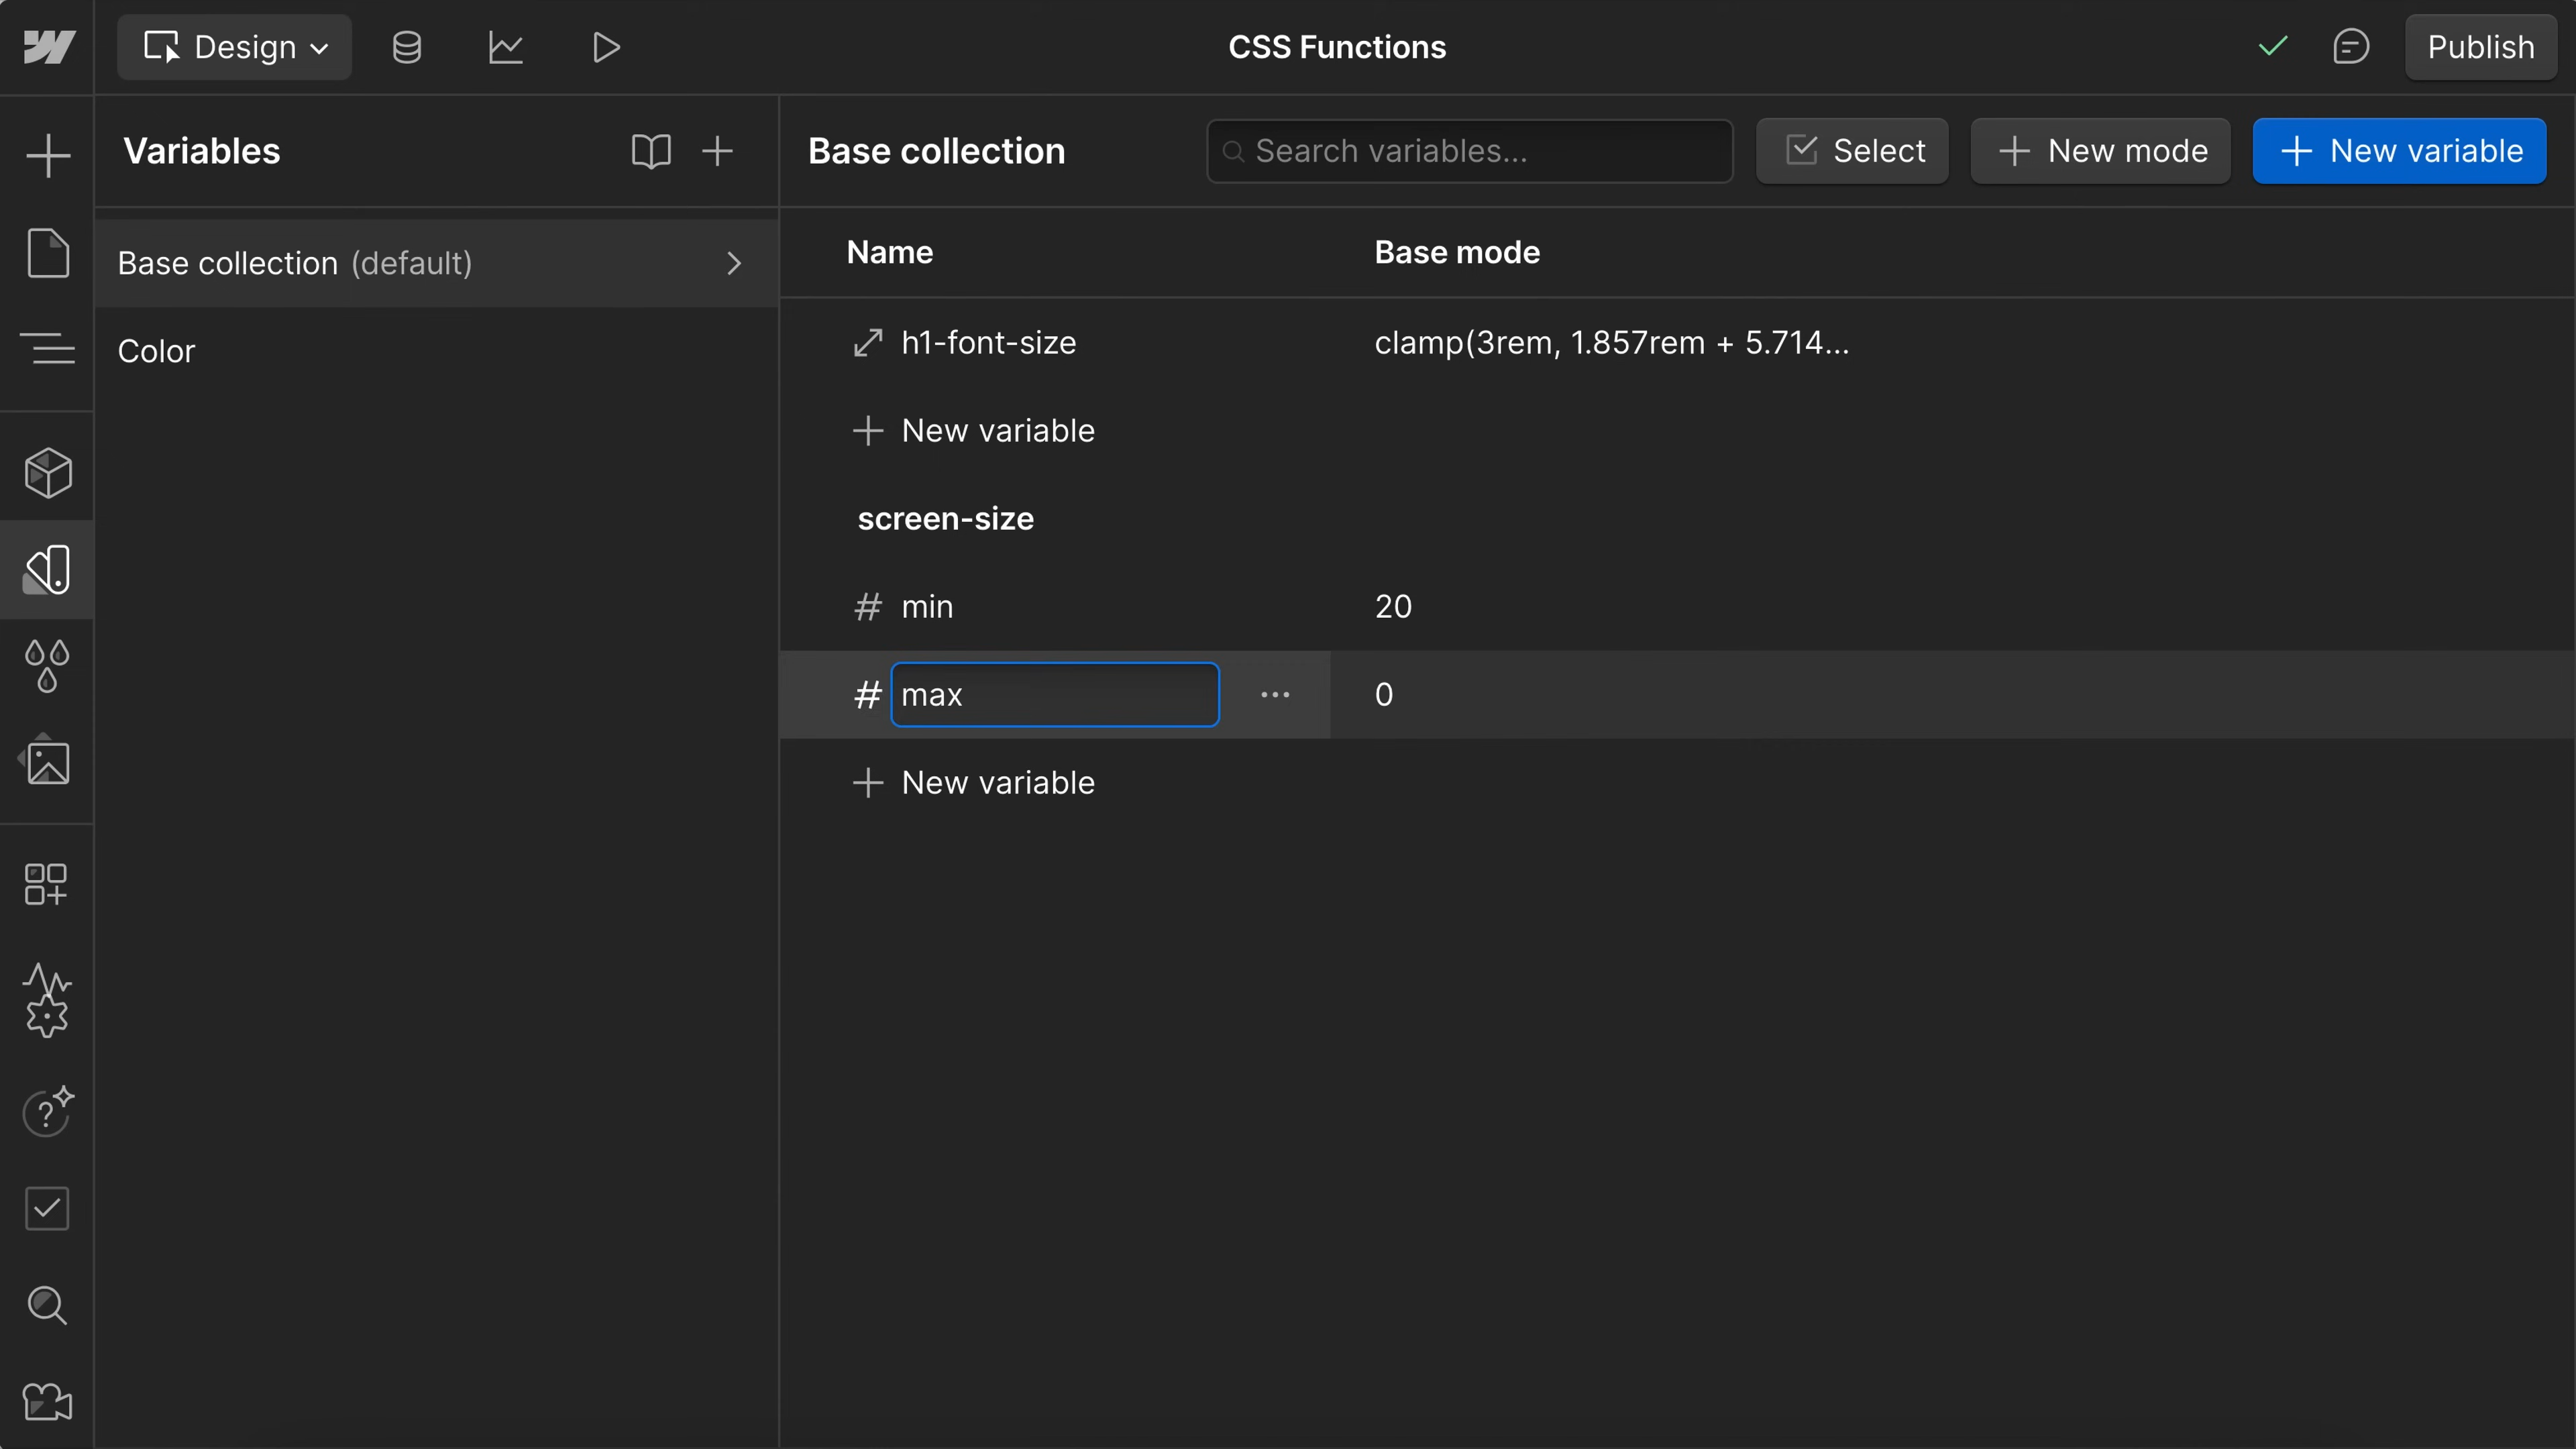 Design
CSS Functions
Publish
Variables
Base collection
Search variables...
Select
New mode
New variable
Base collection (default)
Color
Name
Base mode
h1-font-size
clamp(3rem, 1.857rem + 5.714...
New variable
screen-size
# min
20
# max
0
New variable